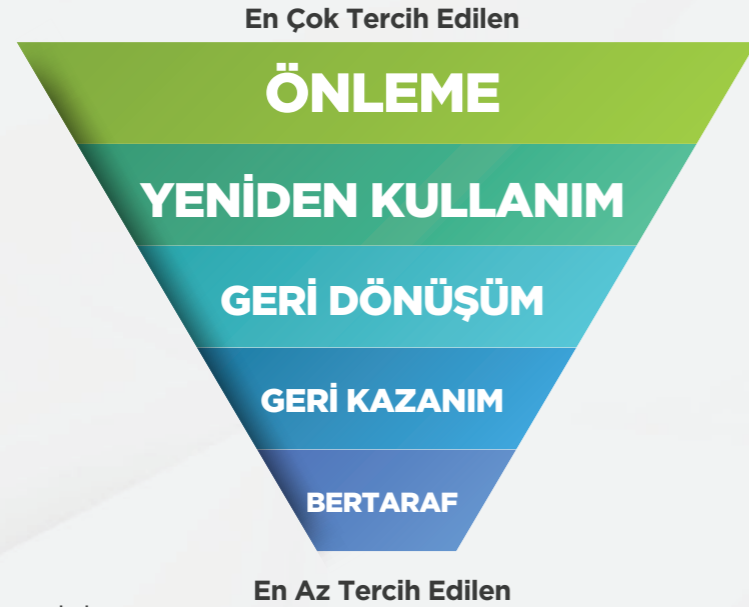 En Çok Tercih Edilen
ÖNLEME
YENİDEN KULLANIM
GERİ DÖNÜŞÜM
GERİ KAZANIM
BERTARAF
En Az Tercih Edilen